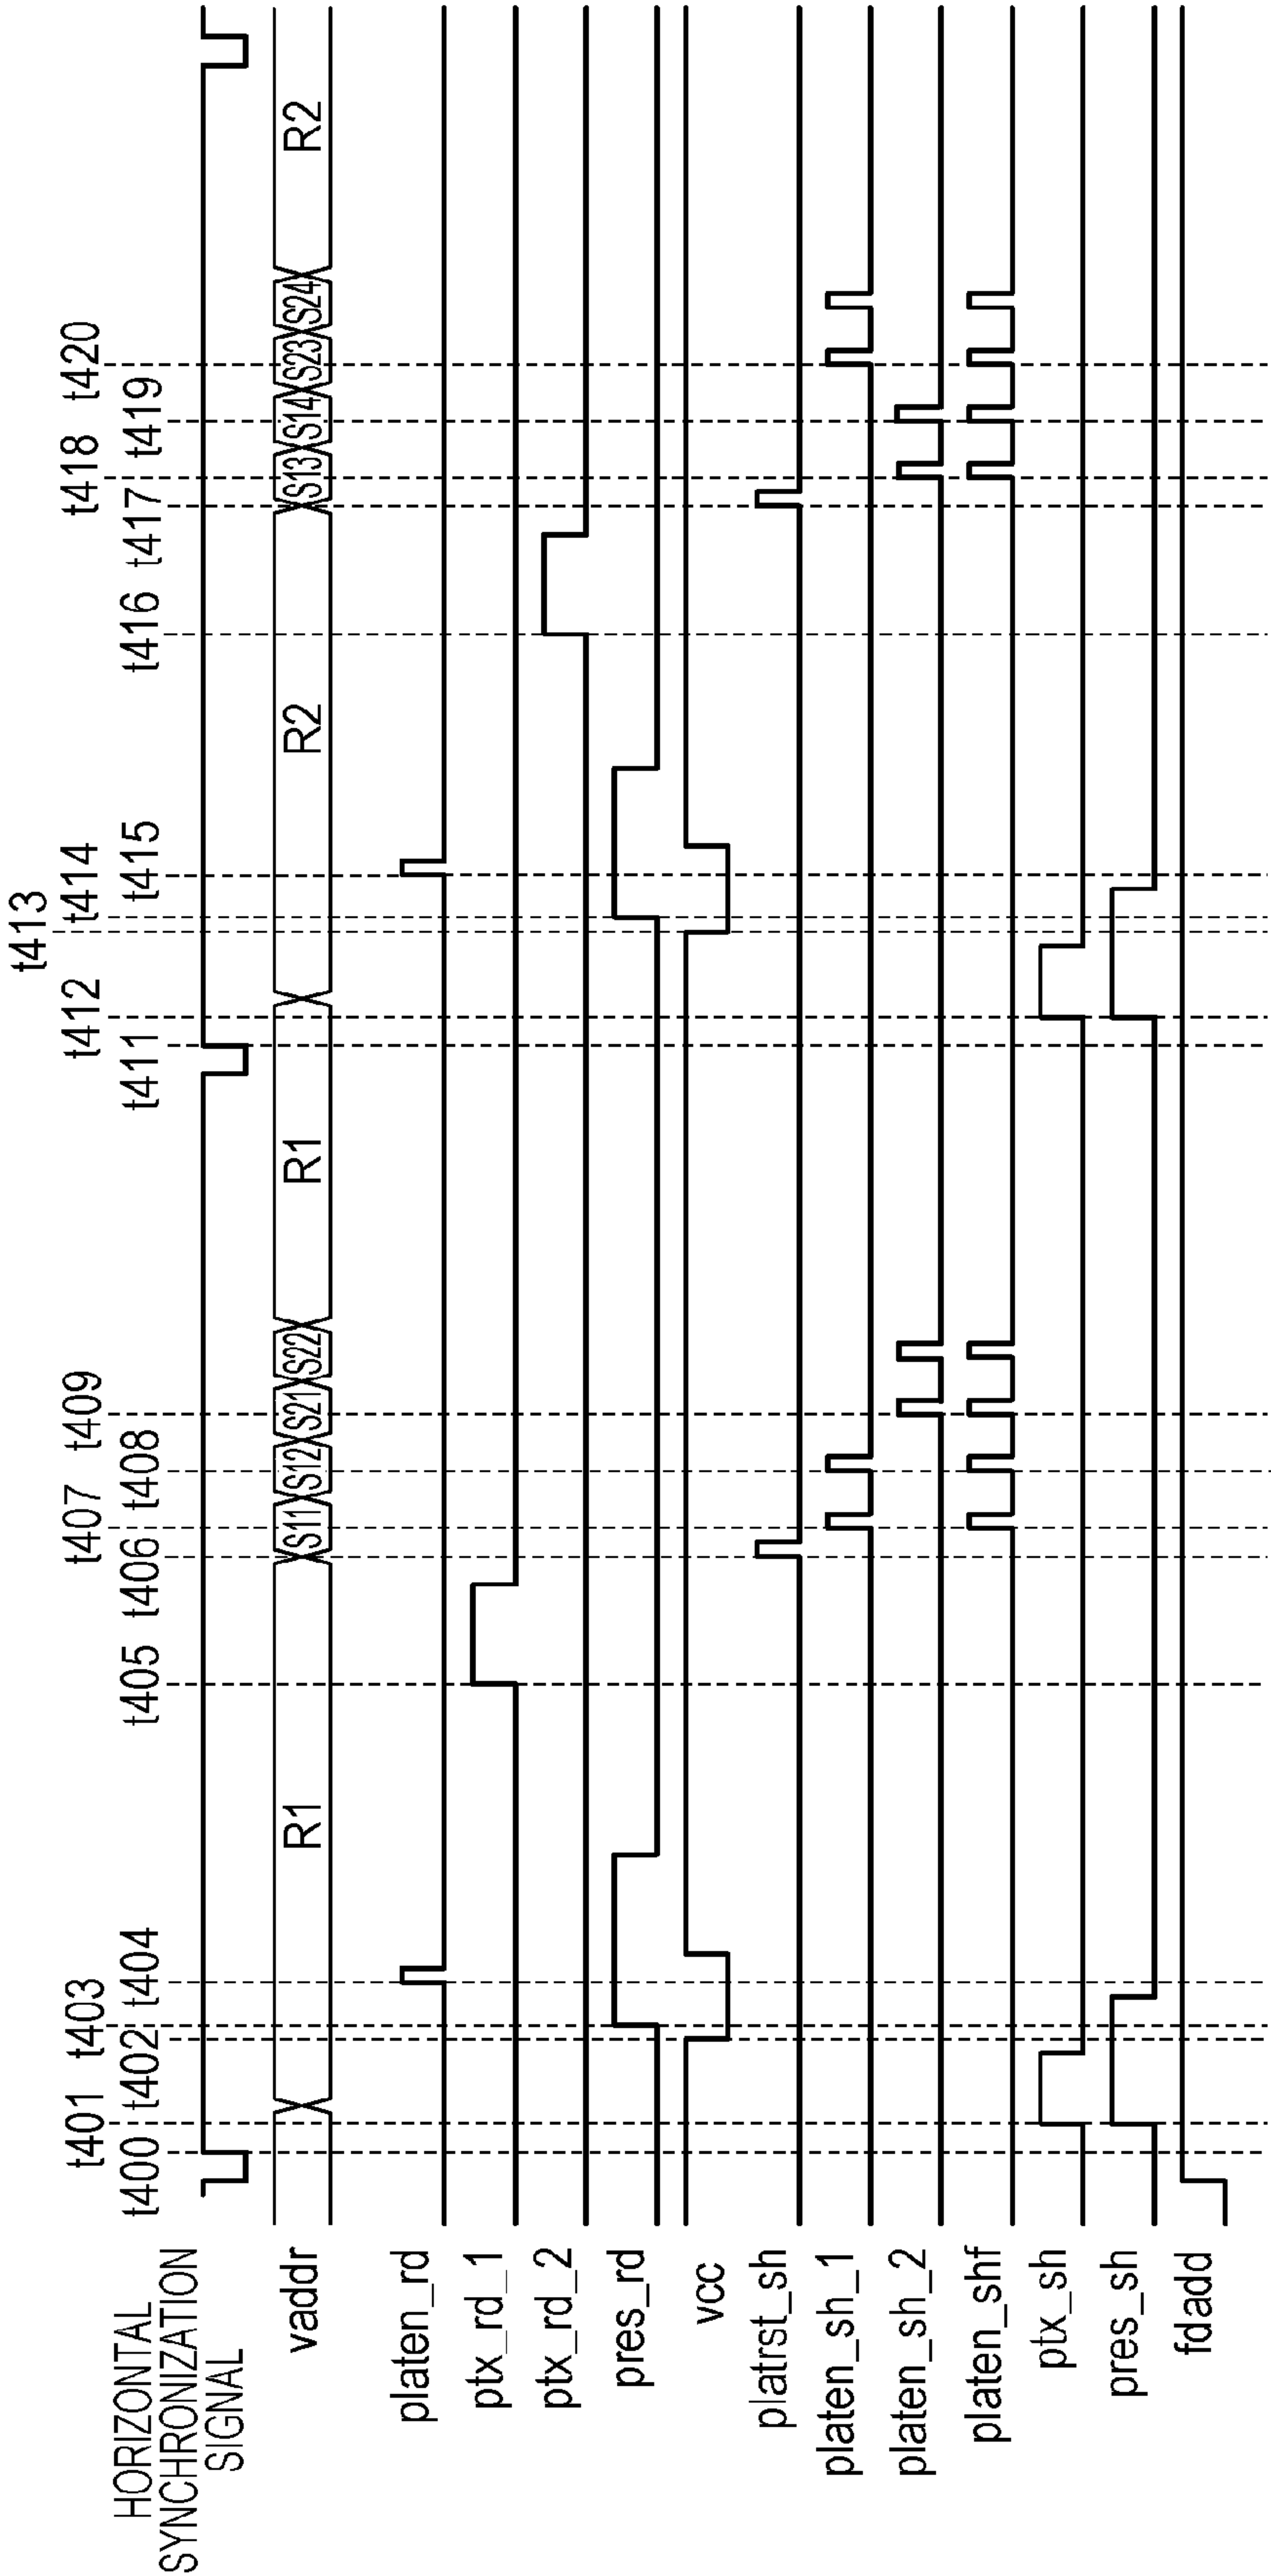 HORIZONTAL
SYNCHRONIZATION
SIGNAL
t413
t401 t403 t407 t409 t412 t414 t418 t420
t400 t402 t404 t405 t406 t408 t411 t415 t416 t417 t419
vaddr R1 S11 S12 S21 S22 R1 R2 S13 S14 S23 S24 R2
platen_rd
ptx_rd_1
ptx_rd_2
pres_rd
vcc
platrst_sh
platen_sh_1
platen_sh_2
platen_shf
ptx_sh
pres_sh
fdadd